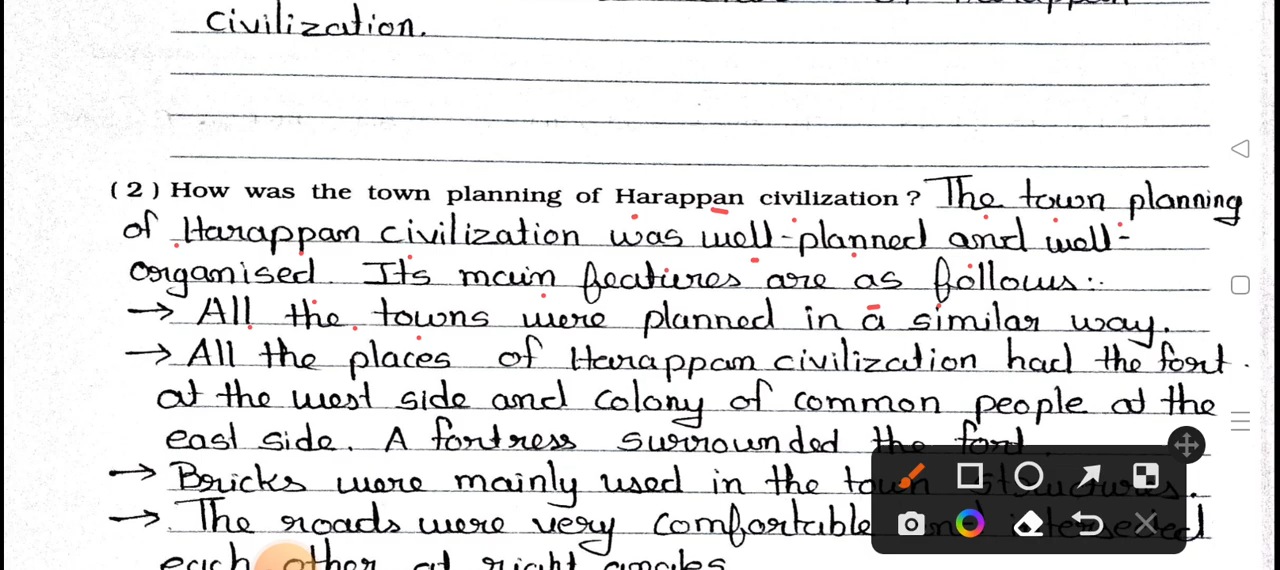 civilization.
(2) How was the town planning of Harappan civilization? The town planning
of Harappan civilization was well-planned and well-
organised. Its main features are as follows:
→ All the towns were planned in a similar way.
→ All the places of Harappan civilization had the fort
at the west side and colony of common people at the
east side. A fortress surrounded the fort.
→ Bricks were mainly used in the town structures.
→ The roads were very comfortable and intersected
each other at right angles